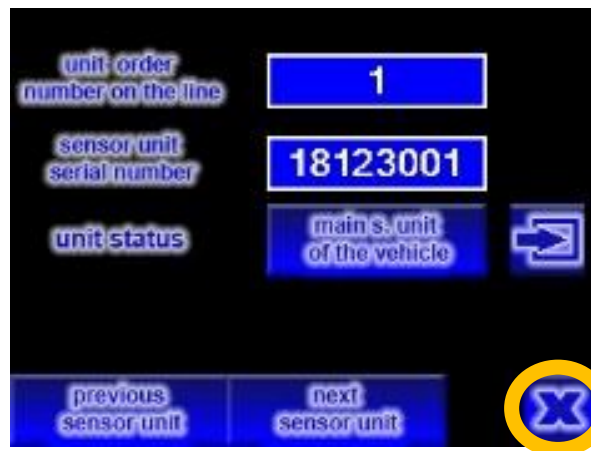 unit order
number on the line
1
sensor unit
serial number
18123001
unit status
main s. unit
of the vehicle
previous
sensor unit
next
sensor unit
X